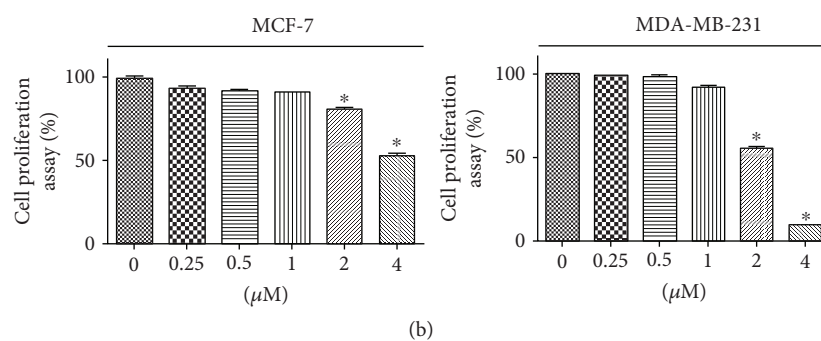 MCF-7
Cell proliferation
assay (%)
100
50
0
*
*
0 0.25 0.5 1 2 4
(μM)
MDA-MB-231
Cell proliferation
assay (%)
100
50
0
*
*
0 0.25 0.5 1 2 4
(μM)
(b)